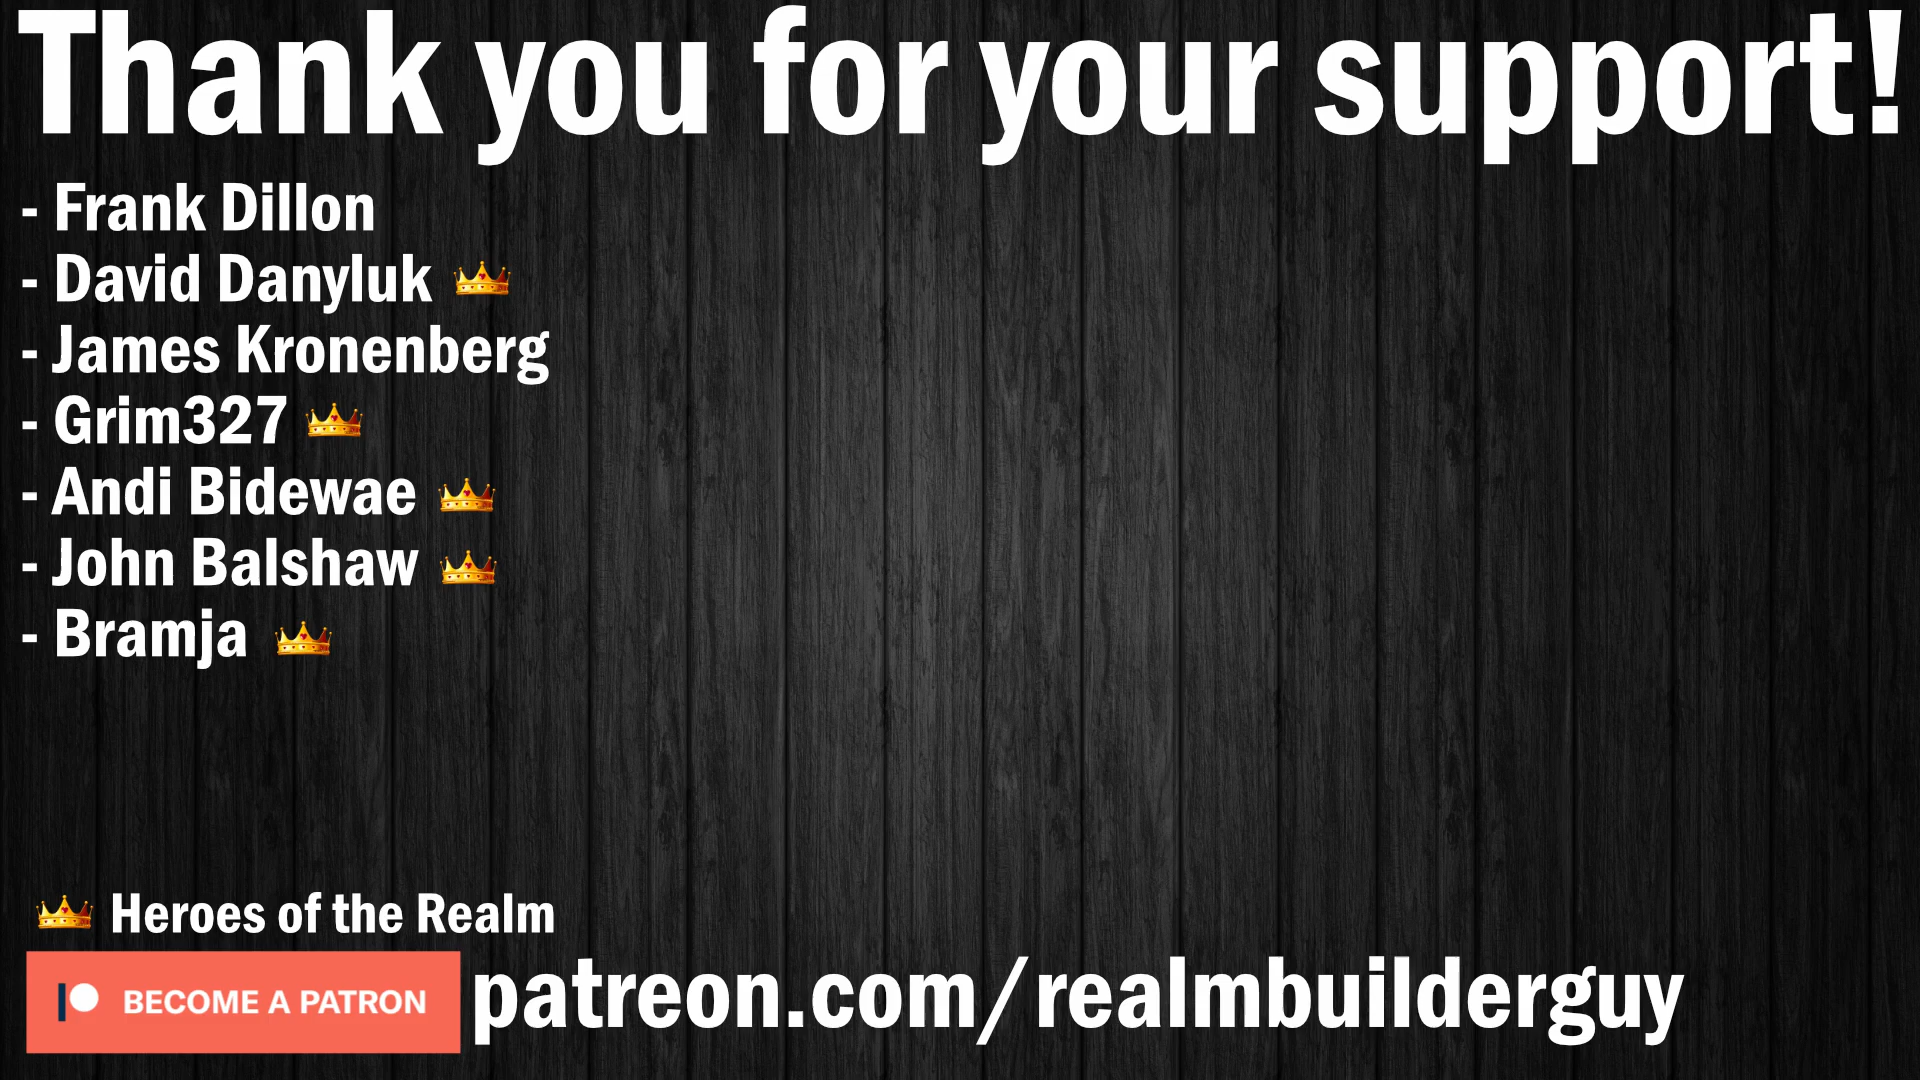 Thank you for your support!
- Frank Dillon
- David Danyluk 👑
- James Kronenberg
- Grim327 👑
- Andi Bidewae 👑
- John Balshaw 👑
- Bramja 👑
👑 Heroes of the Realm
BECOME A PATRON patreon.com/realmbuilderguy